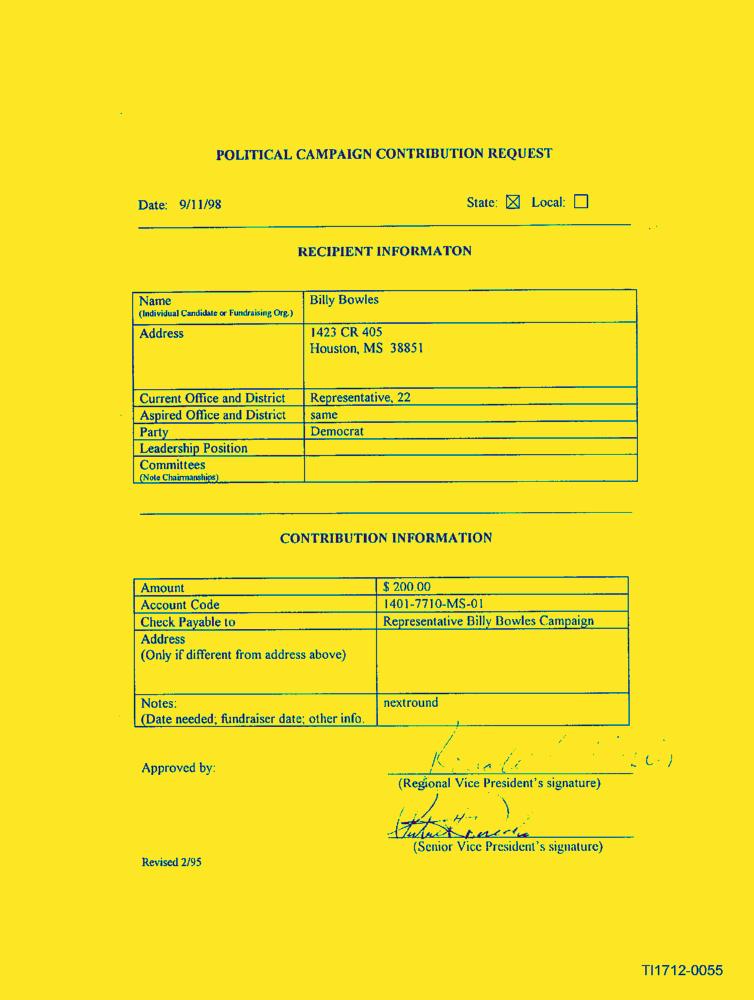 POLITICAL CAMPAIGN CONTRIBUTION REQUEST
Date: 9/11/98 State: ☒ Local: ☐
RECIPIENT INFORMATON
Name Billy Bowles
(Individual Candidate or Fundraising Org.)
Address 1423 CR 405
Houston, MS 38851
Current Office and District Representative, 22
Aspired Office and District same
Party Democrat
Leadership Position
Committees
(Note Chairmanships)
CONTRIBUTION INFORMATION
Amount $ 200.00
Account Code 1401-7710-MS-01
Check Payable to Representative Billy Bowles Campaign
Address
(Only if different from address above)
Notes: nextround
(Date needed; fundraiser date; other info.
Approved by:
(Regional Vice President's signature)
(Senior Vice President's signature)
Revised 2/95
TI1712-0055